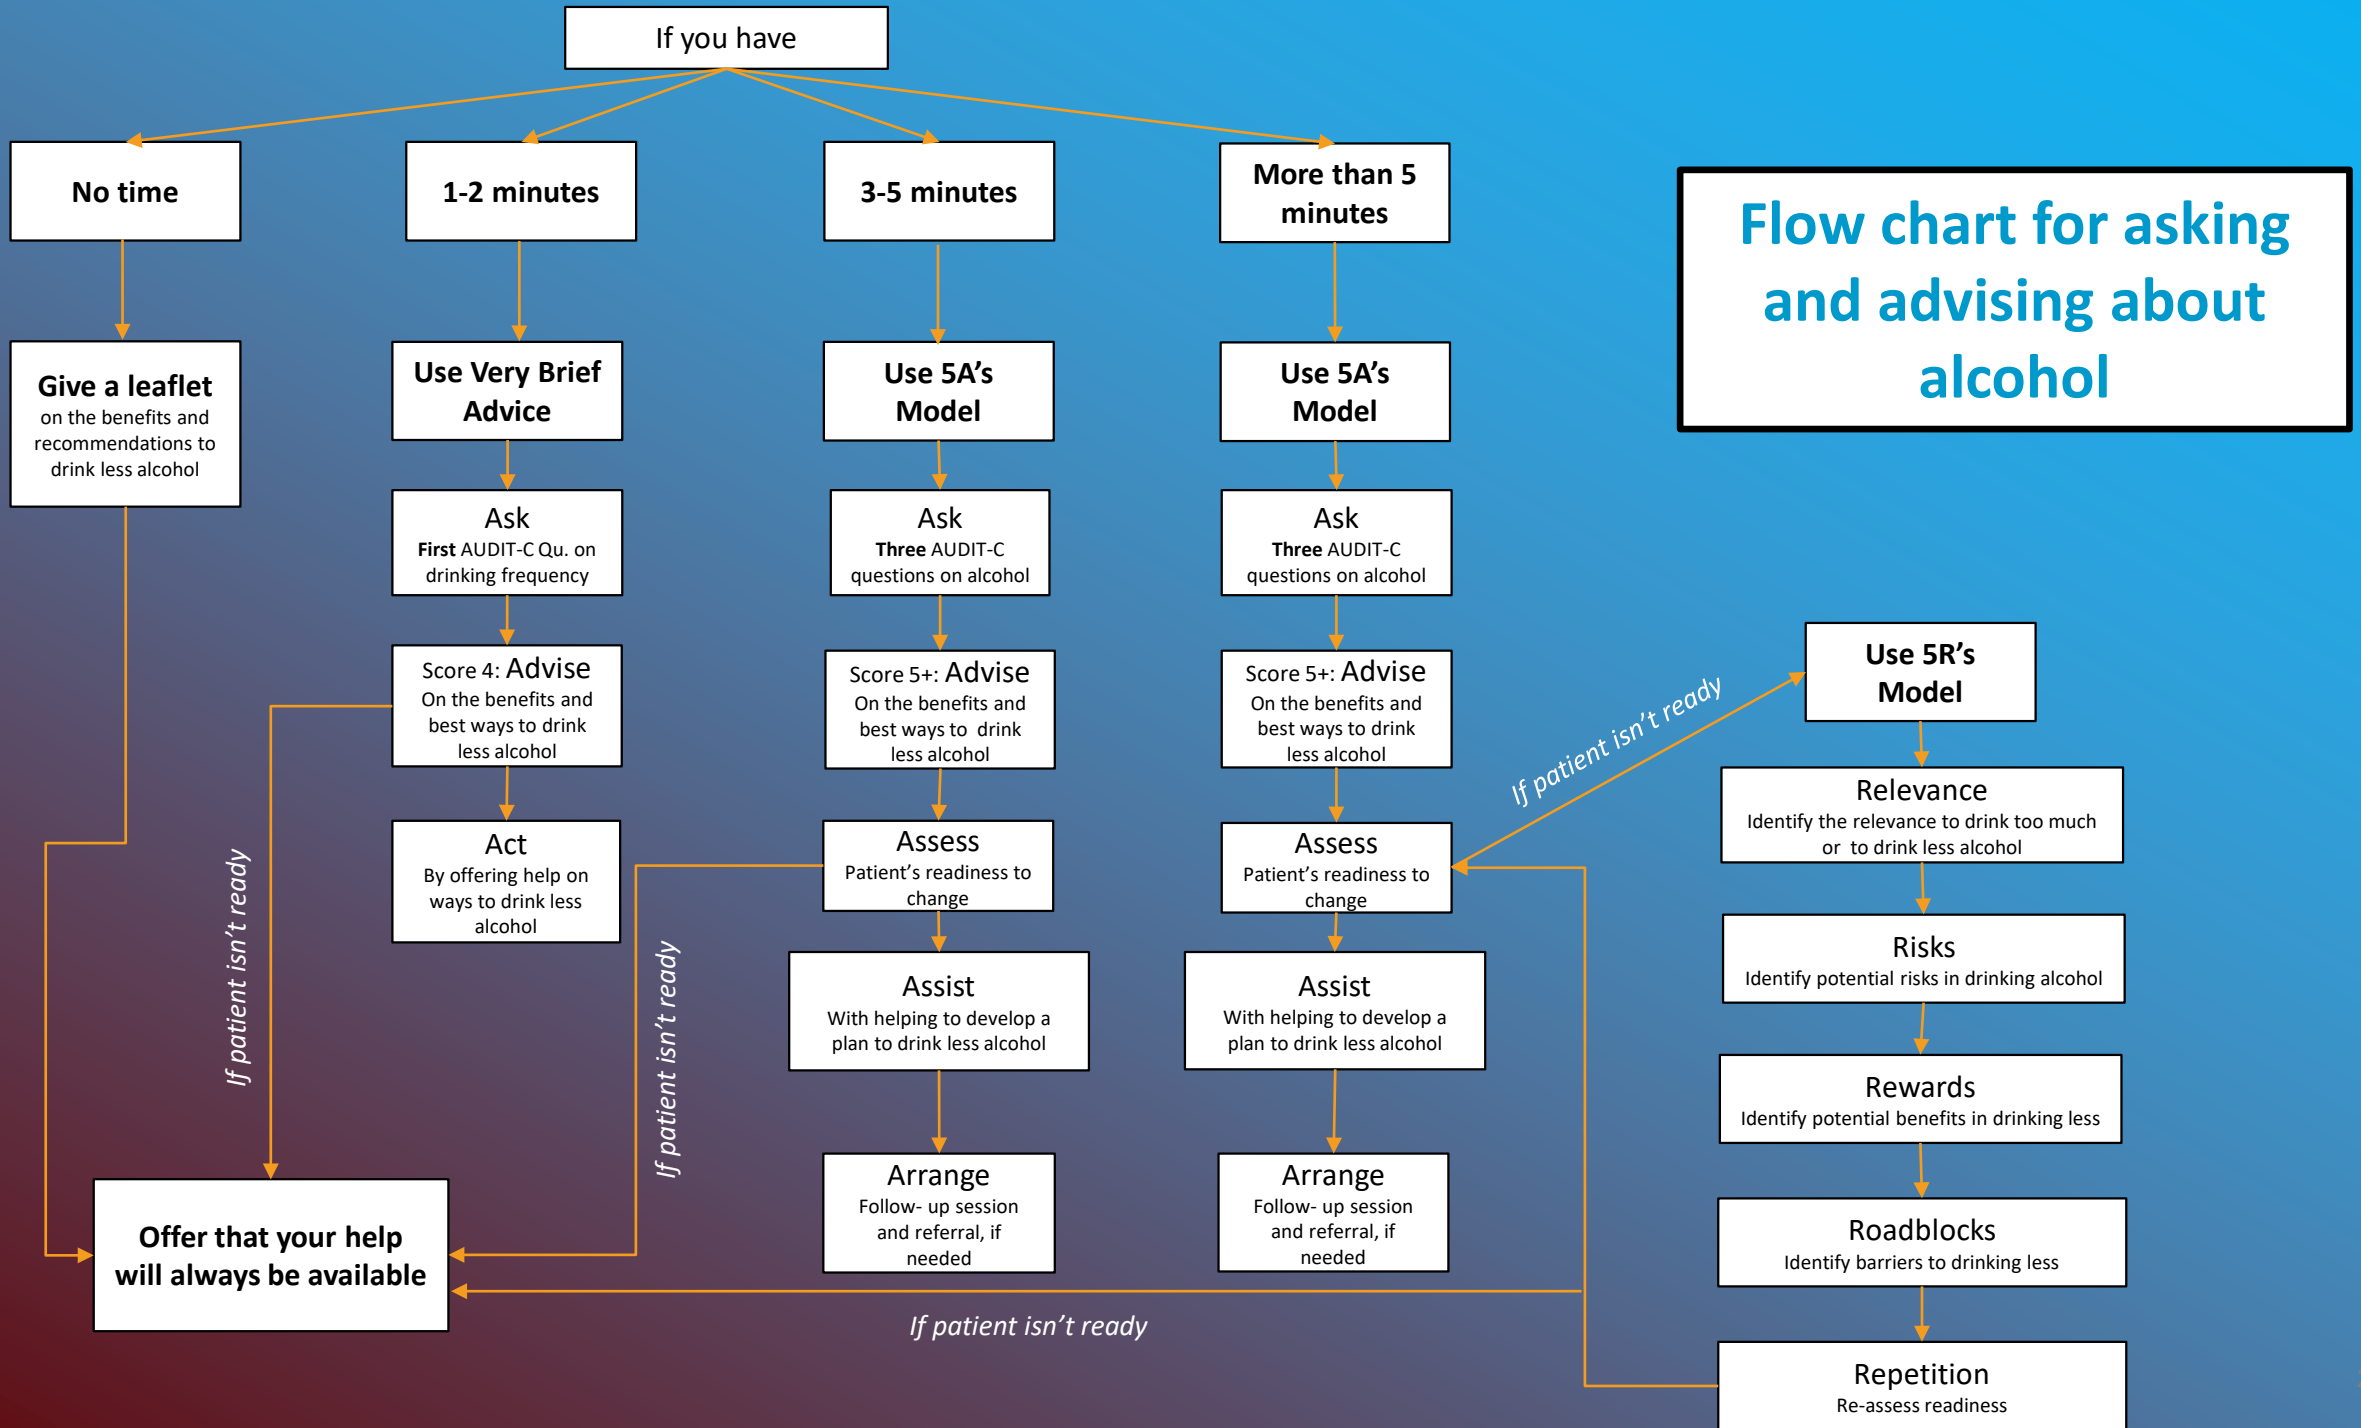 If you have
No time
1-2 minutes
3-5 minutes
More than 5
minutes
Flow chart for asking
and advising about
alcohol
Give a leaflet
on the benefits and
recommendations to
drink less alcohol
Use Very Brief
Advice
Ask
First AUDIT-C Qu. on
drinking frequency
Score 4: Advise
On the benefits and
best ways to drink
less alcohol
Act
By offering help on
ways to drink less
alcohol
If patient isn't ready
Use 5A's
Model
Ask
Three AUDIT-C
questions on alcohol
Score 5+: Advise
On the benefits and
best ways to drink
less alcohol
Assess
Patient's readiness to
change
Assist
With helping to develop a
plan to drink less alcohol
Arrange
Follow- up session
and referral, if
needed
If patient isn't ready
Use 5A's
Model
Ask
Three AUDIT-C
questions on alcohol
Score 5+: Advise
On the benefits and
best ways to drink
less alcohol
Assess
Patient's readiness to
change
Assist
With helping to develop a
plan to drink less alcohol
Arrange
Follow- up session
and referral, if
needed
If patient isn't ready
Use 5R's
Model
Relevance
Identify the relevance to drink too much
or to drink less alcohol
Risks
Identify potential risks in drinking alcohol
Rewards
Identify potential benefits in drinking less
Roadblocks
Identify barriers to drinking less
Repetition
Re-assess readiness
If patient isn't ready
Offer that your help
will always be available